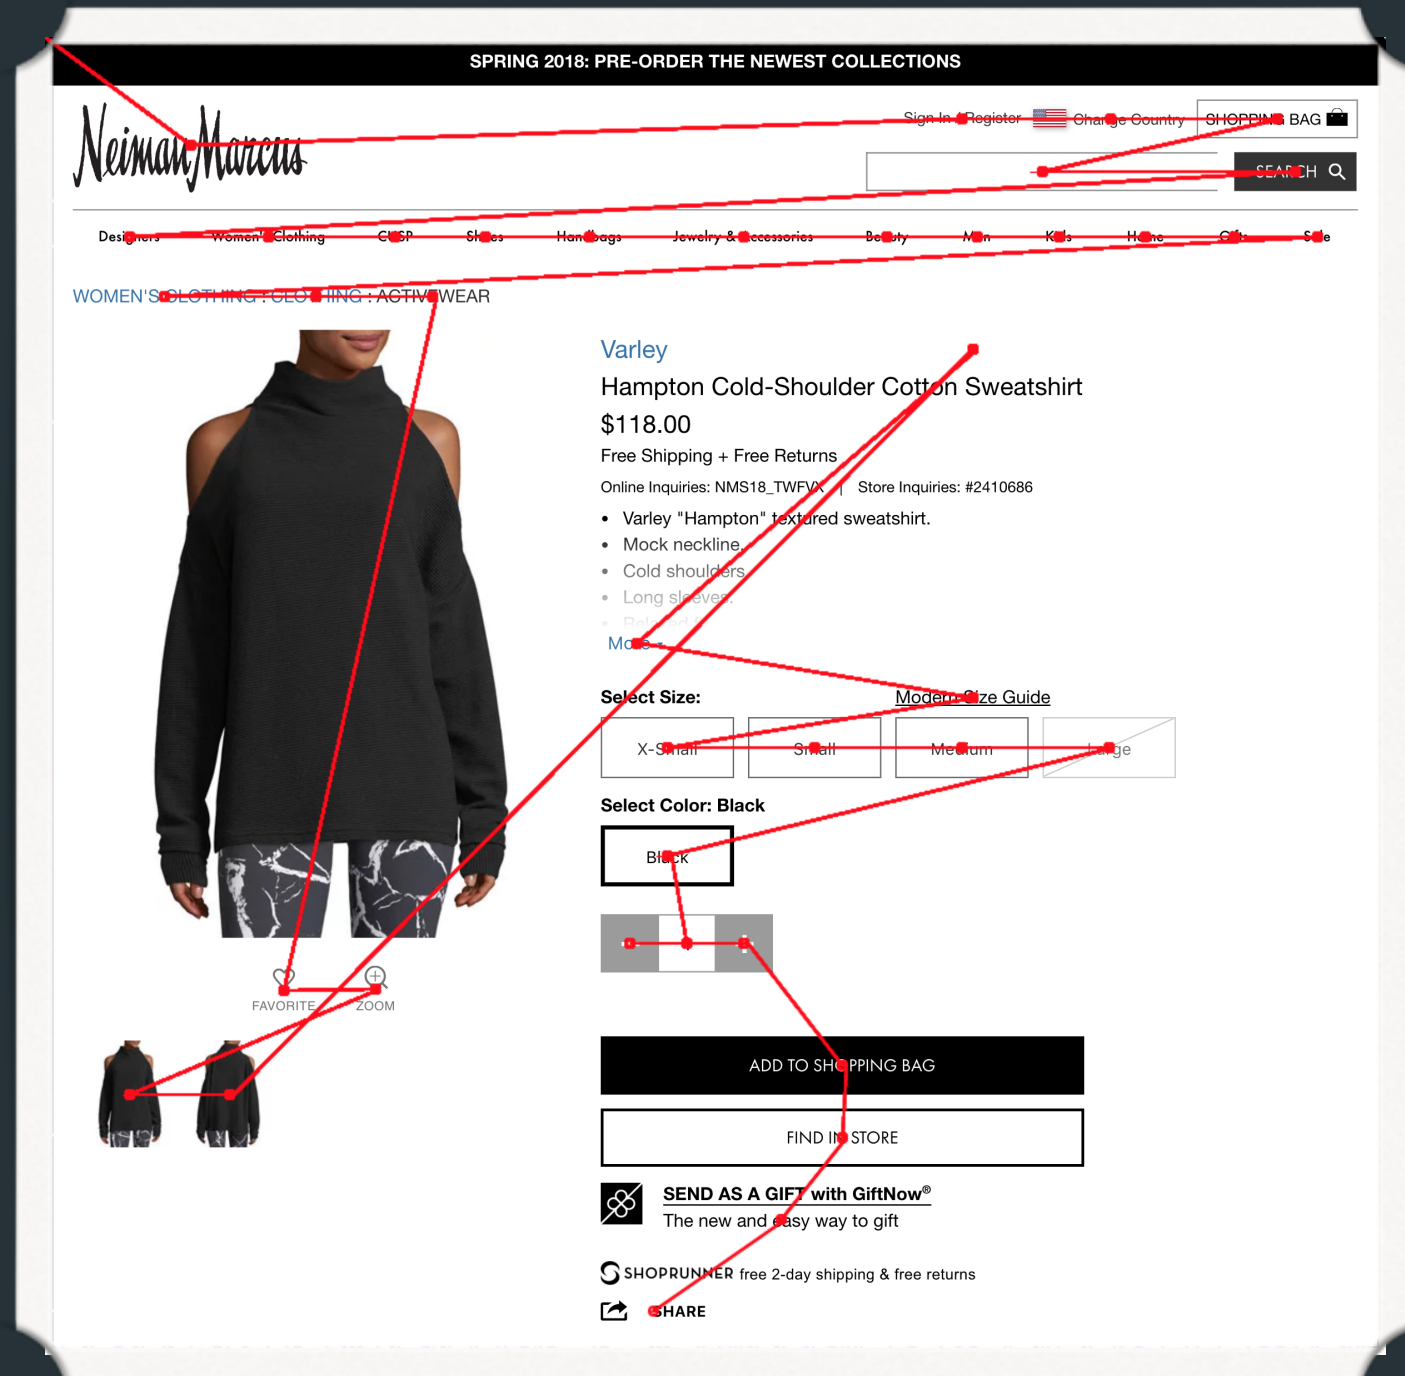 SPRING 2018: PRE-ORDER THE NEWEST COLLECTIONS
Neiman Marcus
Sign In / Register Change Country SHOPPING BAG
SEARCH
Designers Women's Clothing CUSP Shoes Handbags Jewelry & Accessories Beauty Men Kids Home Gifts Sale
WOMEN'S CLOTHING : CLOTHING : ACTIVEWEAR
Varley
Hampton Cold-Shoulder Cotton Sweatshirt
$118.00
Free Shipping + Free Returns
Online Inquiries: NMS18_TWFVX | Store Inquiries: #2410686
• Varley "Hampton" textured sweatshirt.
• Mock neckline.
• Cold shoulders.
• Long sleeves.
More
Select Size: Modern Size Guide
X-Small Small Medium Large
Select Color: Black
Black
FAVORITE ZOOM
ADD TO SHOPPING BAG
FIND IN STORE
SEND AS A GIFT with GiftNow®
The new and easy way to gift
SHOPRUNNER free 2-day shipping & free returns
SHARE